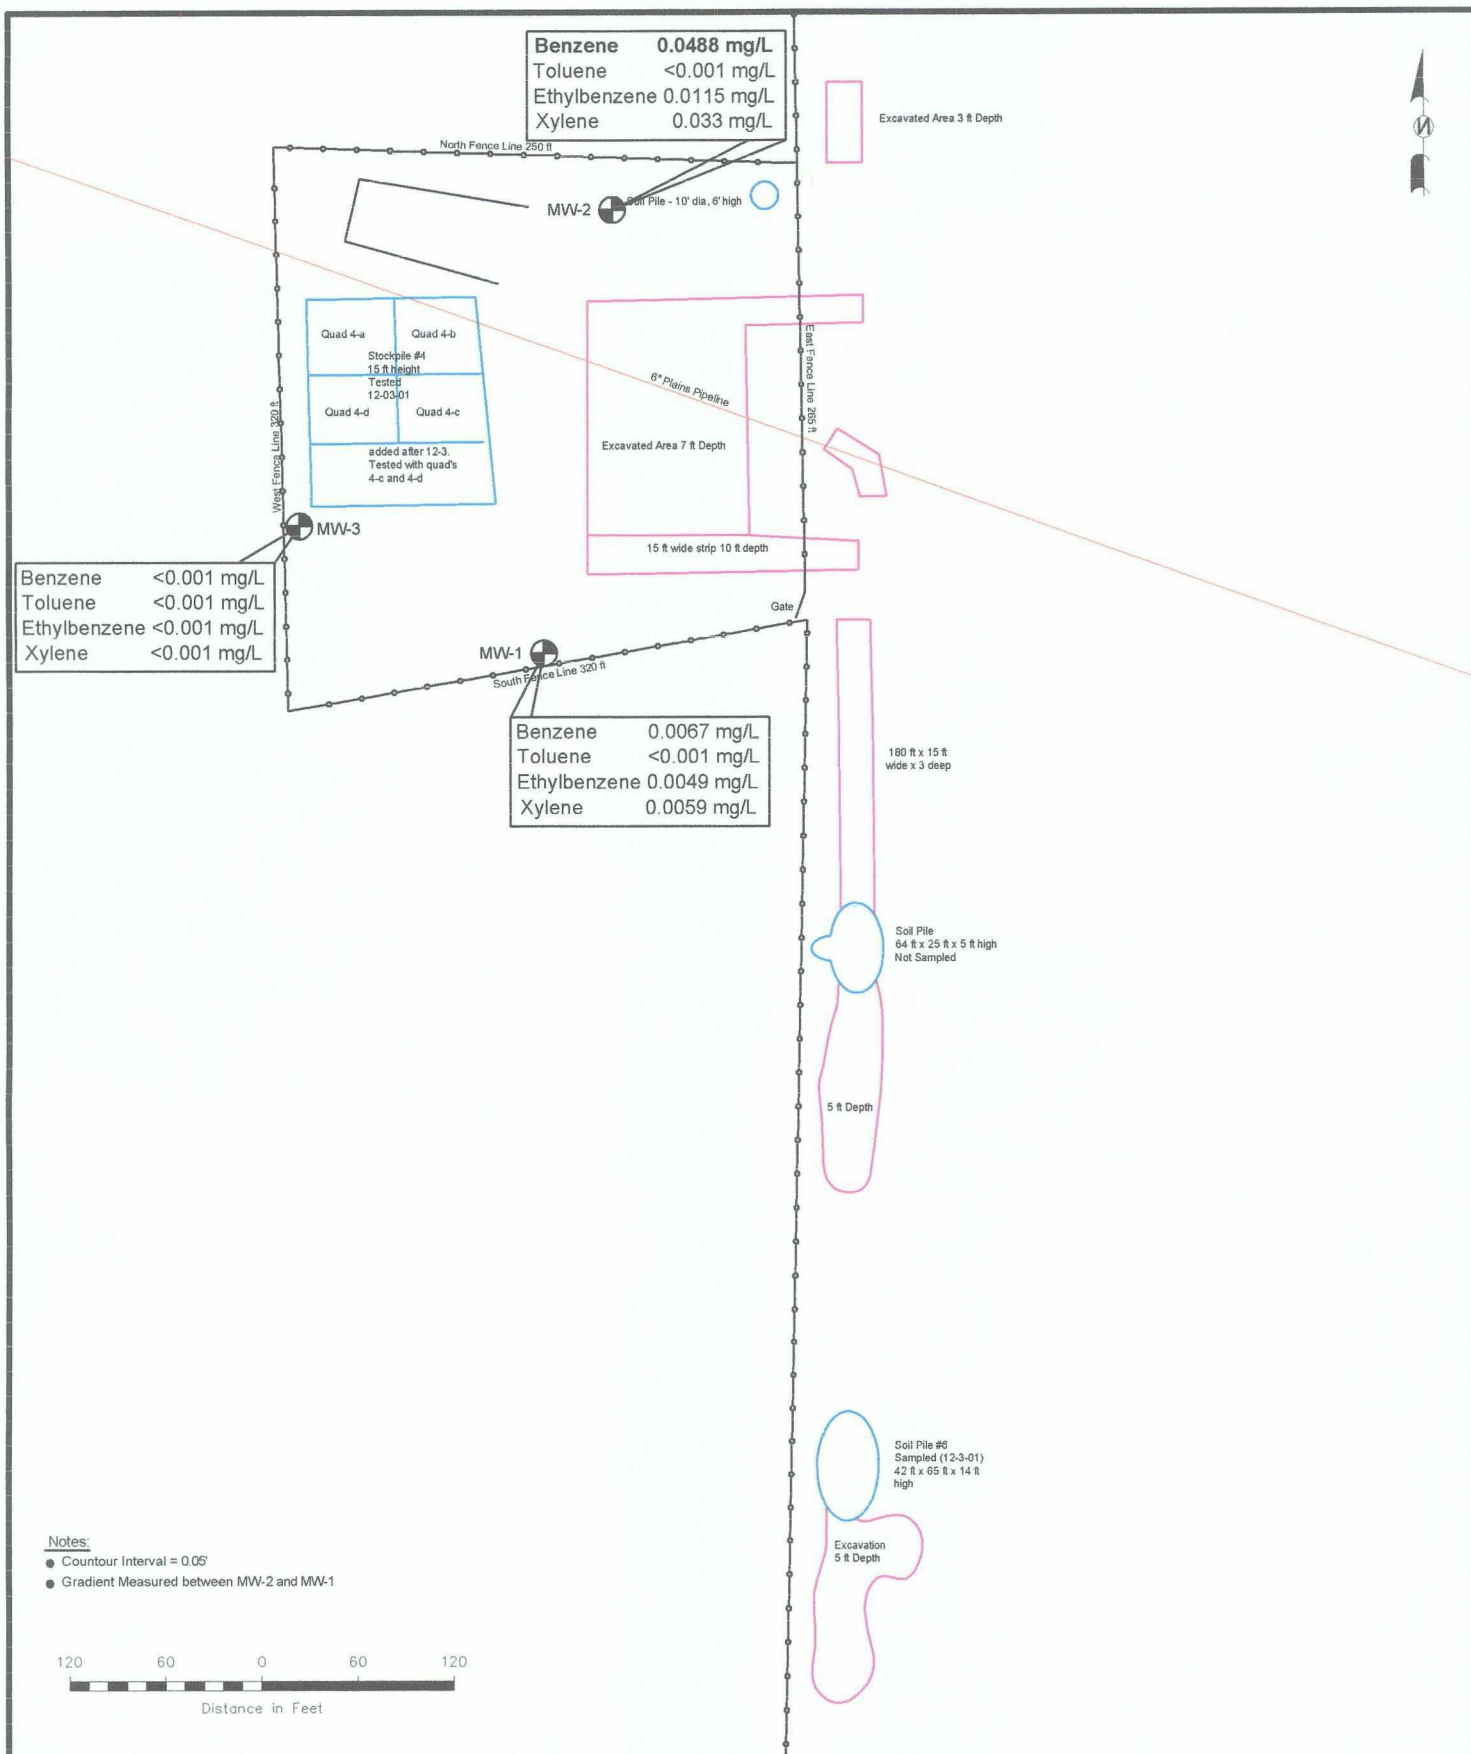 Benzene 0.0488 mg/L
Toluene <0.001 mg/L
Ethylbenzene 0.0115 mg/L
Xylene 0.033 mg/L
Excavated Area 3 ft Depth
N
North Fence Line 250 ft
MW-2
Soil Pile - 10' dia, 6' high
Quad 4-a
Quad 4-b
Stockpile #4
15 ft height
Tested
12-03-01
Quad 4-d
Quad 4-c
added after 12-3.
Tested with quad's
4-c and 4-d
6" Plains Pipeline
East Fence Line 265 ft
West Fence Line 320 ft
Excavated Area 7 ft Depth
MW-3
15 ft wide strip 10 ft depth
Benzene <0.001 mg/L
Toluene <0.001 mg/L
Ethylbenzene <0.001 mg/L
Xylene <0.001 mg/L
Gate
MW-1
South Fence Line 320 ft
Benzene 0.0067 mg/L
Toluene <0.001 mg/L
Ethylbenzene 0.0049 mg/L
Xylene 0.0059 mg/L
180 ft x 15 ft
wide x 3 deep
Soil Pile
64 ft x 25 ft x 5 ft high
Not Sampled
5 ft Depth
Soil Pile #6
Sampled (12-3-01)
42 ft x 65 ft x 14 ft
high
Excavation
5 ft Depth
Notes:
● Countour Interval = 0.05'
● Gradient Measured between MW-2 and MW-1
120 60 0 60 120
Distance in Feet